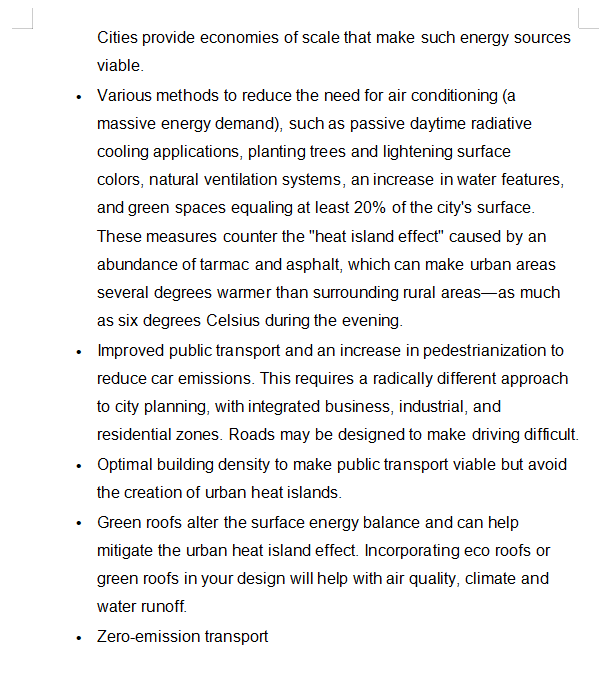 Cities provide economies of scale that make such energy sources
viable.
• Various methods to reduce the need for air conditioning (a
massive energy demand), such as passive daytime radiative
cooling applications, planting trees and lightening surface
colors, natural ventilation systems, an increase in water features,
and green spaces equaling at least 20% of the city's surface.
These measures counter the "heat island effect" caused by an
abundance of tarmac and asphalt, which can make urban areas
several degrees warmer than surrounding rural areas—as much
as six degrees Celsius during the evening.
• Improved public transport and an increase in pedestrianization to
reduce car emissions. This requires a radically different approach
to city planning, with integrated business, industrial, and
residential zones. Roads may be designed to make driving difficult.
• Optimal building density to make public transport viable but avoid
the creation of urban heat islands.
• Green roofs alter the surface energy balance and can help
mitigate the urban heat island effect. Incorporating eco roofs or
green roofs in your design will help with air quality, climate and
water runoff.
• Zero-emission transport